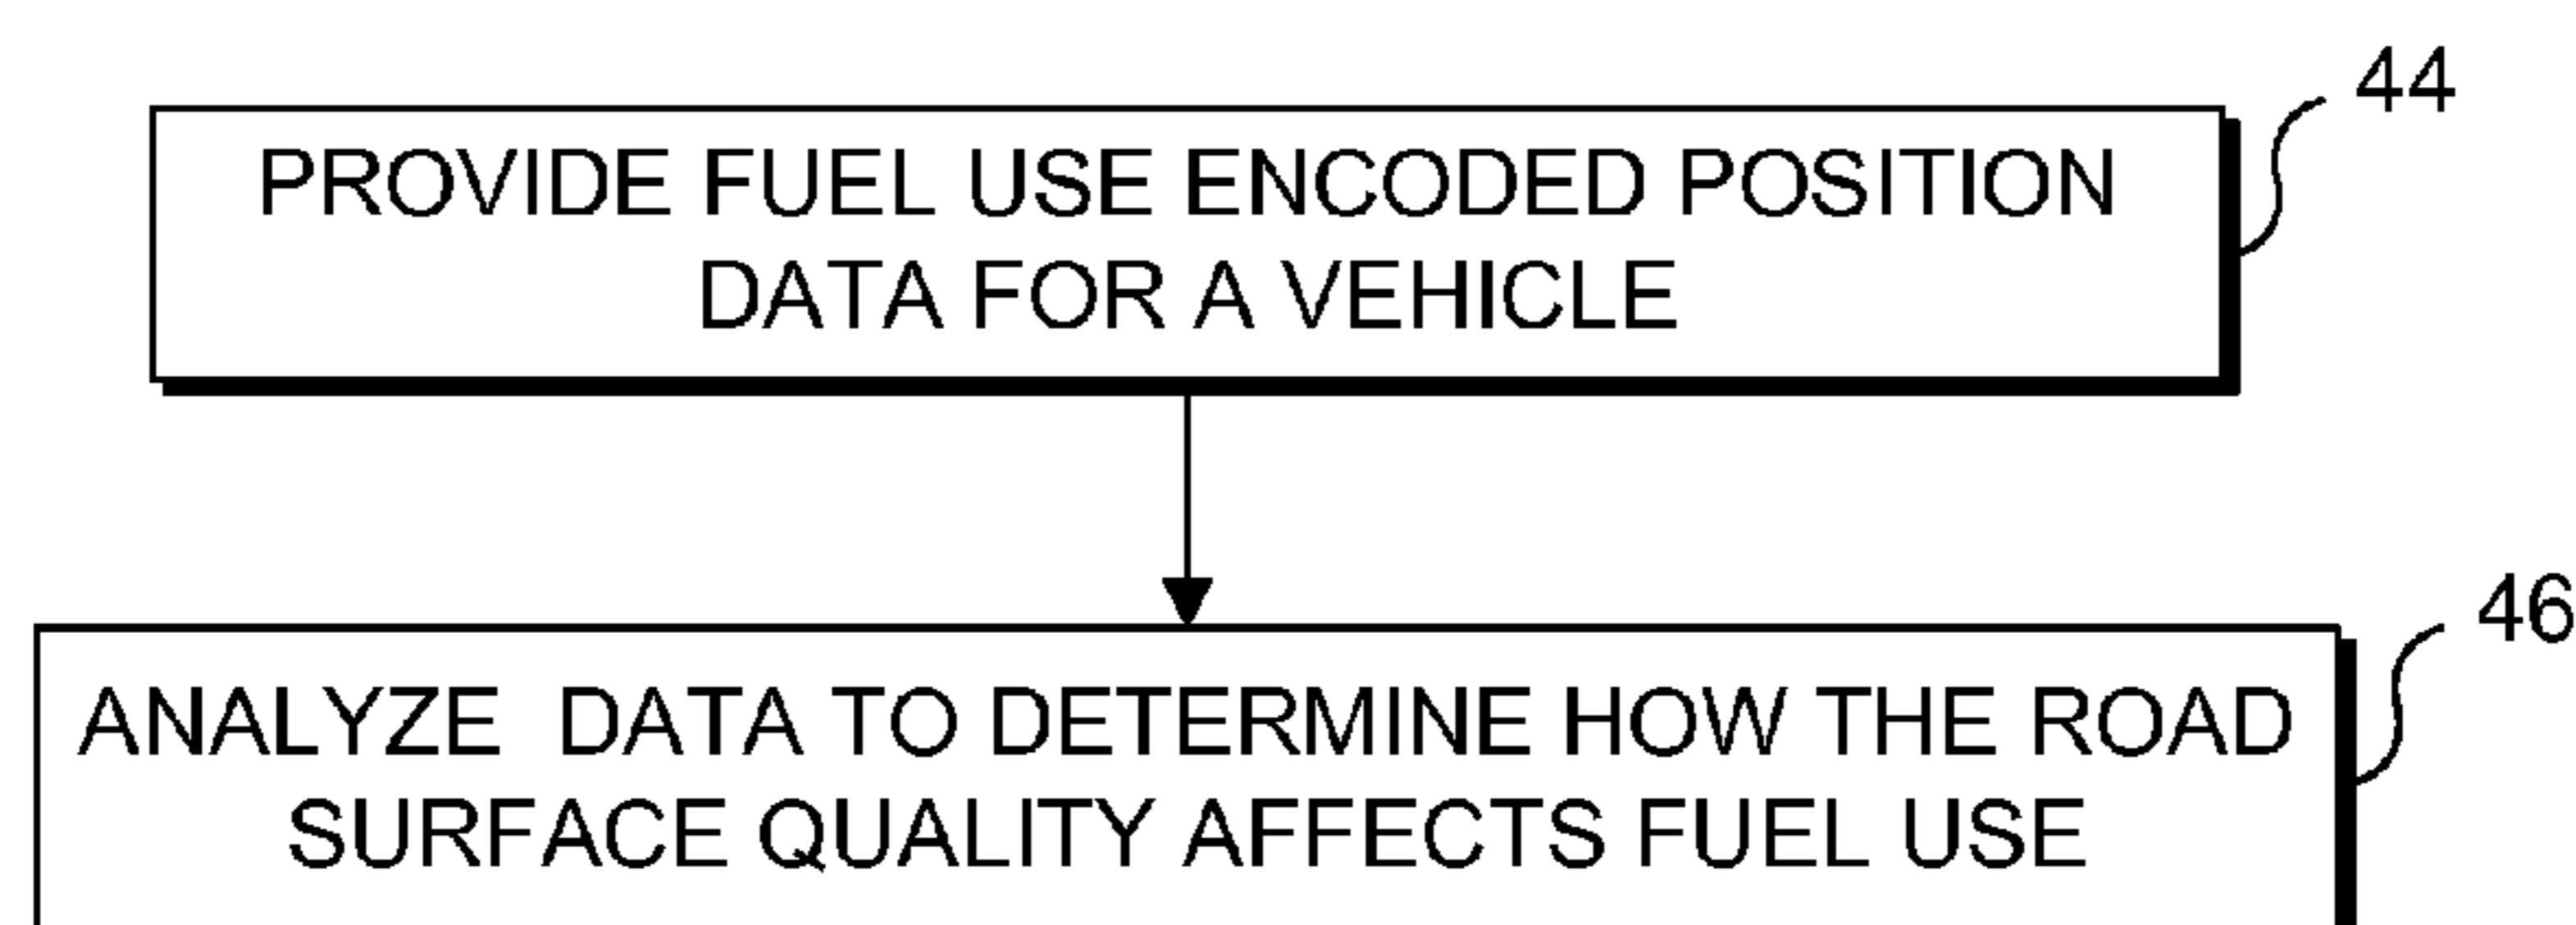 44
PROVIDE FUEL USE ENCODED POSITION
DATA FOR A VEHICLE
46
ANALYZE DATA TO DETERMINE HOW THE ROAD
SURFACE QUALITY AFFECTS FUEL USE